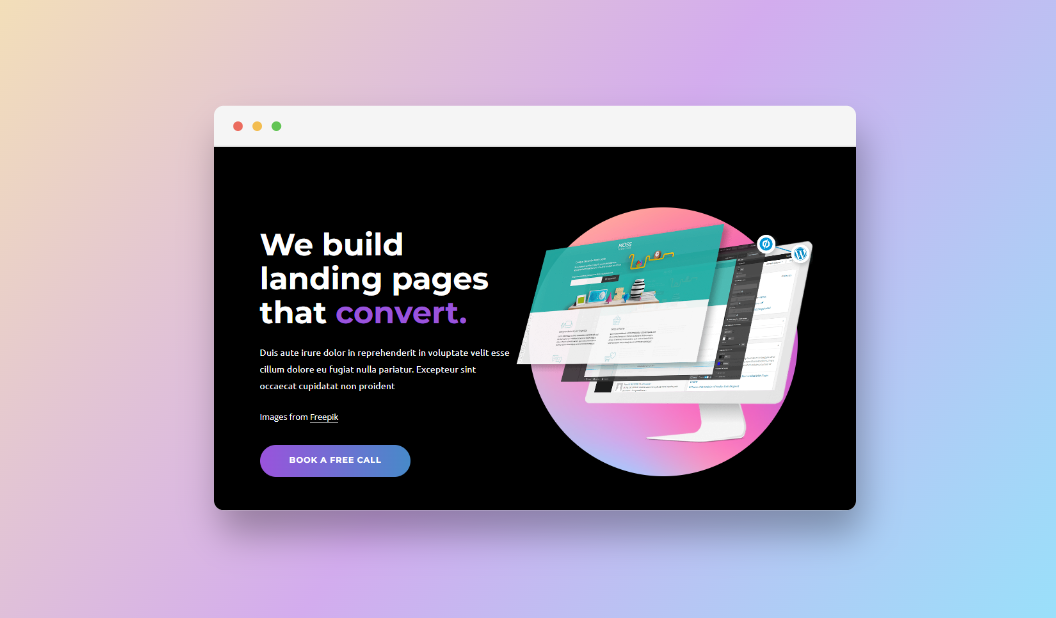 We build
landing pages
that convert.
Duis aute irure dolor in reprehenderit in voluptate velit esse
cillum dolore eu fugiat nulla pariatur. Excepteur sint
occaecat cupidatat non proident
Images from Freepik
BOOK A FREE CALL